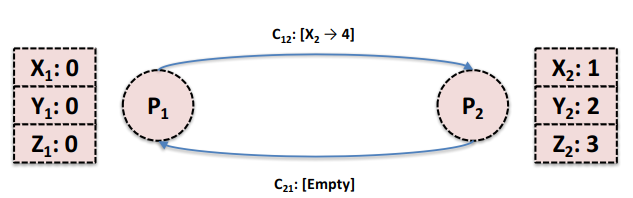 C₁₂: [X₂ → 4]
X₁: 0
Y₁: 0
Z₁: 0
P₁
P₂
X₂: 1
Y₂: 2
Z₂: 3
C₂₁: [Empty]